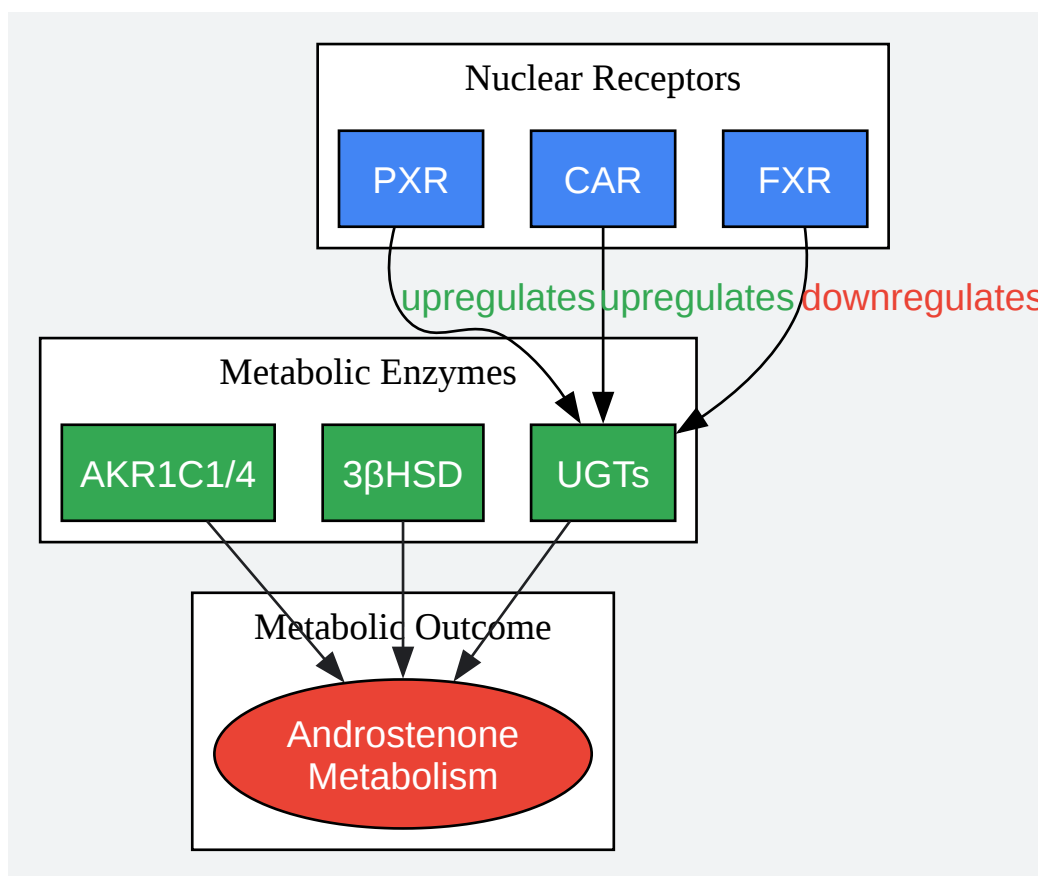 Nuclear Receptors
PXR
CAR
FXR
upregulates
upregulates
downregulates
Metabolic Enzymes
AKR1C1/4
3βHSD
UGTs
Metabolic Outcome
Androstenone
Metabolism